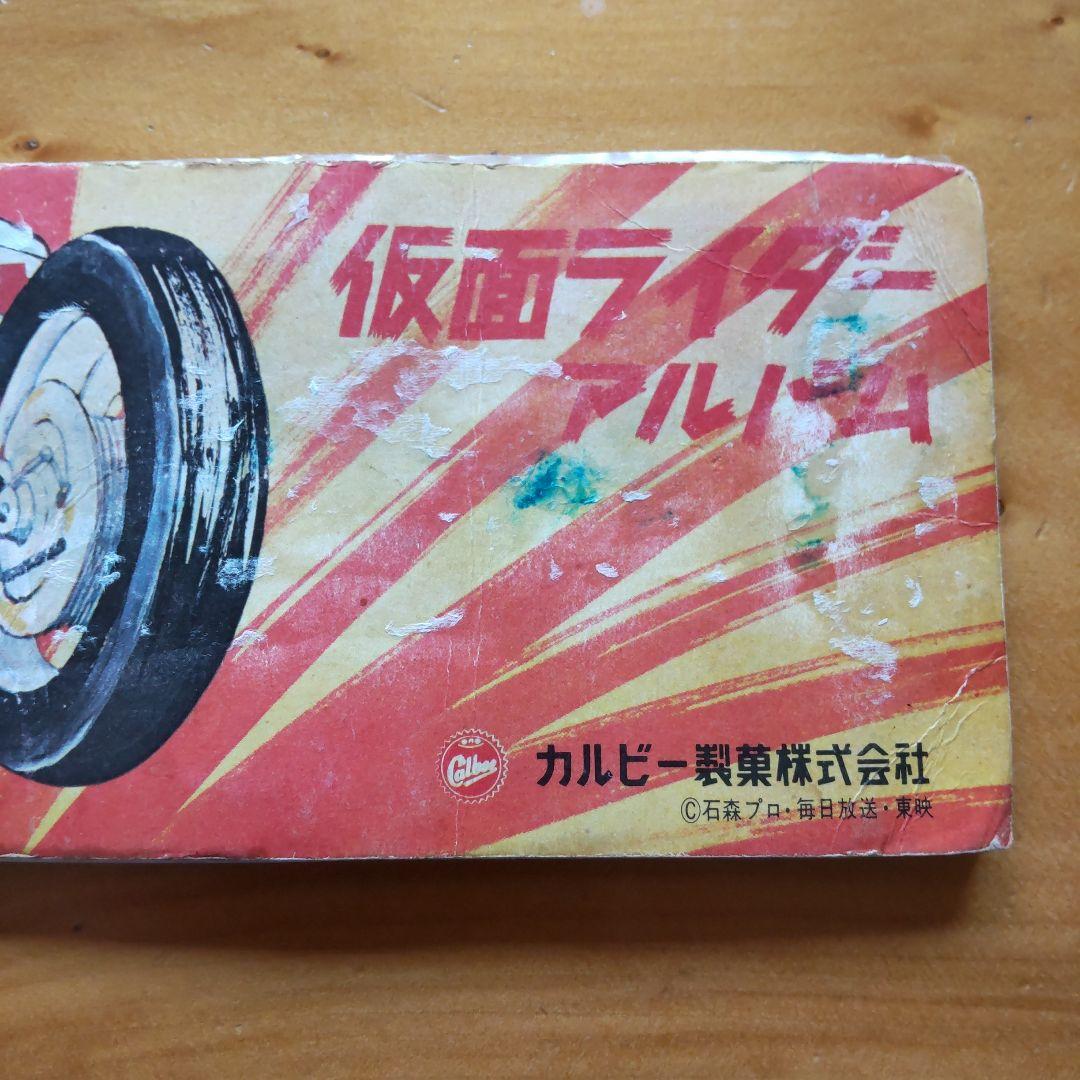 仮面ライダー
アルバム
Calbee
カルビー製菓株式会社
©石森プロ・毎日放送・東映